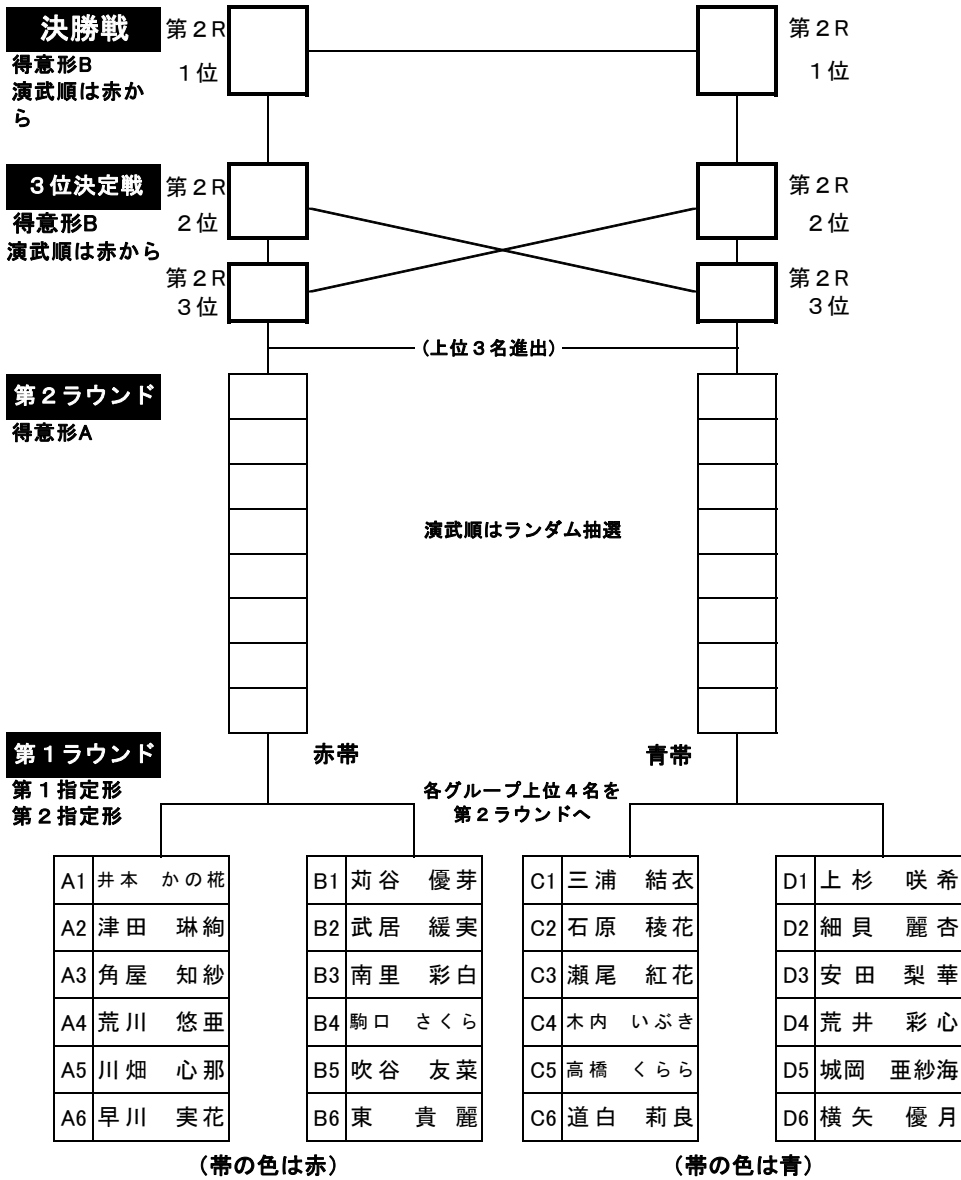 決勝戦
第２R
１位
第２R
１位
得意形B
演武順は赤か
ら
３位決定戦
第２R
２位
第２R
２位
得意形B
演武順は赤から
第２R
３位
第２R
３位
(上位３名進出)
第２ラウンド
得意形A
演武順はランダム抽選
第１ラウンド
赤帯
青帯
第１指定形
第２指定形
各グループ上位４名を
第２ラウンドへ
A1 井本 かの椛
A2 津田 琳絢
A3 角屋 知紗
A4 荒川 悠亜
A5 川畑 心那
A6 早川 実花
B1 苅谷 優芽
B2 武居 緩実
B3 南里 彩白
B4 駒口 さくら
B5 吹谷 友菜
B6 東 貴麗
C1 三浦 結衣
C2 石原 稜花
C3 瀬尾 紅花
C4 木内 いぶき
C5 高橋 くらら
C6 道白 莉良
D1 上杉 咲希
D2 細貝 麗杏
D3 安田 梨華
D4 荒井 彩心
D5 城岡 亜紗海
D6 横矢 優月
（帯の色は赤）
（帯の色は青）